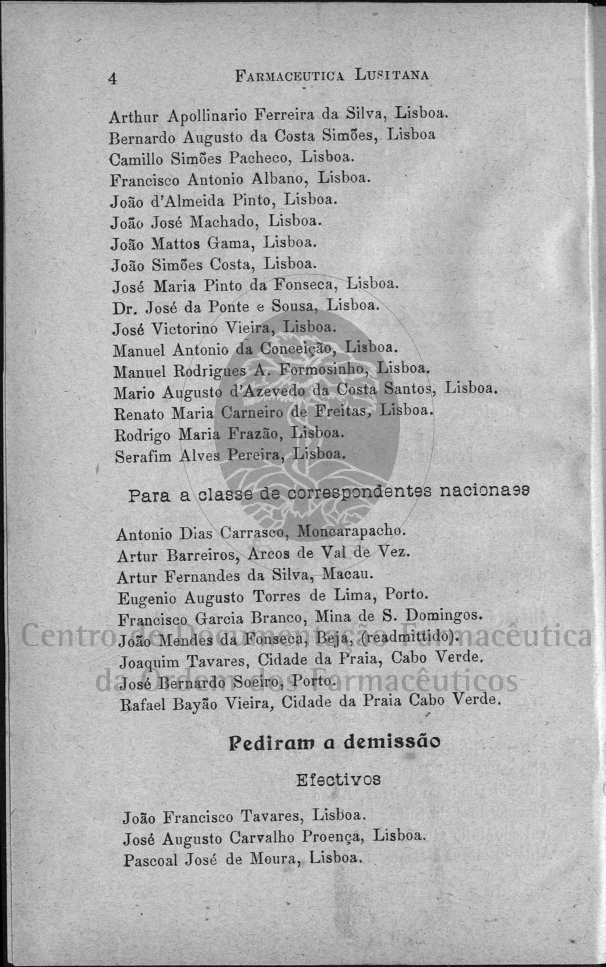 4 FARMACEUTICA LUSITANA
Arthur Apollinario Ferreira da Silva, Lisboa.
Bernardo Augusto da Costa Simões, Lisboa
Camillo Simões Pacheco, Lisboa.
Francisco Antonio Albano, Lisboa.
João d'Almeida Pinto, Lisboa.
João José Machado, Lisboa.
João Mattos Gama, Lisboa.
João Simões Costa, Lisboa.
José Maria Pinto da Fonseca, Lisboa.
Dr. José da Ponte e Sousa, Lisboa.
José Victorino Vieira, Lisboa.
Manuel Antonio da Conceição, Lisboa.
Manuel Rodrigues A. Formosinho, Lisboa.
Mario Augusto d'Azevedo da Costa Santos, Lisboa.
Renato Maria Carneiro de Freitas, Lisboa.
Rodrigo Maria Frazão, Lisboa.
Serafim Alves Pereira, Lisboa.
Para a classe de correspondentes nacionaes
Antonio Dias Carrasco, Moncarapacho.
Artur Barreiros, Arcos de Val de Vez.
Artur Fernandes da Silva, Macau.
Eugenio Augusto Torres de Lima, Porto.
Francisco Garcia Branco, Mina de S. Domingos.
João Mendes da Fonseca, Beja, (readmittido).
Joaquim Tavares, Cidade da Praia, Cabo Verde.
José Bernardo Soeiro, Porto.
Rafael Bayão Vieira, Cidade da Praia Cabo Verde.
Pediram a demissão
Efectivos
João Francisco Tavares, Lisboa.
José Augusto Carvalho Proença, Lisboa.
Pascoal José de Moura, Lisboa.
Centro de Documentação Farmacêutica
da Ordem dos Farmacêuticos